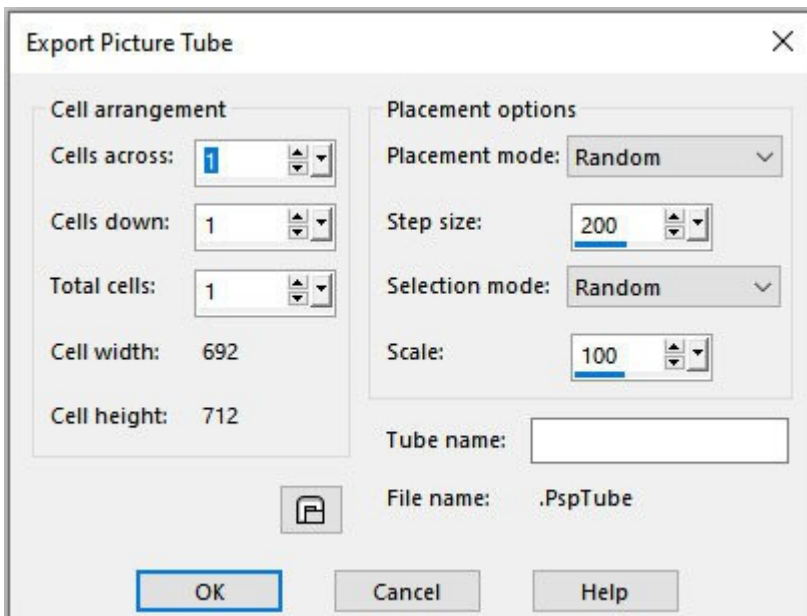 Export Picture Tube
Cell arrangement
Cells across: 1
Cells down: 1
Total cells: 1
Cell width: 692
Cell height: 712
Placement options
Placement mode: Random
Step size: 200
Selection mode: Random
Scale: 100
Tube name:
File name: .PspTube
OK Cancel Help